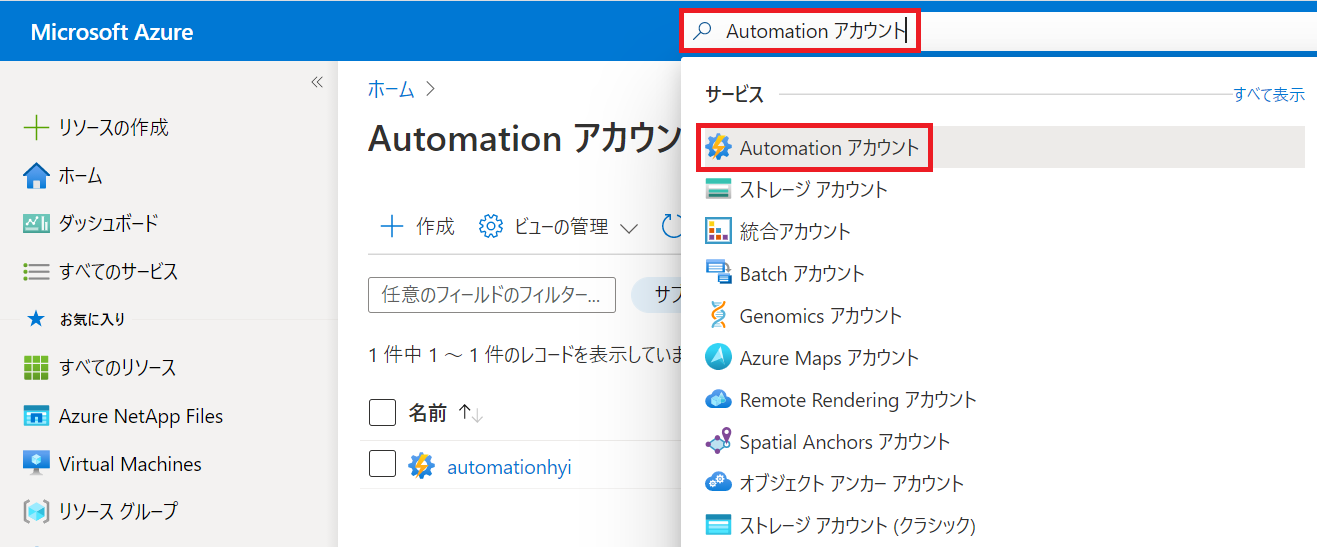 Microsoft Azure
Automation アカウント
リソースの作成
ホーム
ダッシュボード
すべてのサービス
お気に入り
すべてのリソース
Azure NetApp Files
Virtual Machines
リソース グループ
ホーム >
Automation アカウン
作成 ビューの管理
任意のフィールドのフィルター... サブ
1 件中 1 ～ 1 件のレコードを表示していま
名前 ↑↓
automationhyi
サービス すべて表示
Automation アカウント
ストレージ アカウント
統合アカウント
Batch アカウント
Genomics アカウント
Azure Maps アカウント
Remote Rendering アカウント
Spatial Anchors アカウント
オブジェクト アンカー アカウント
ストレージ アカウント (クラシック)